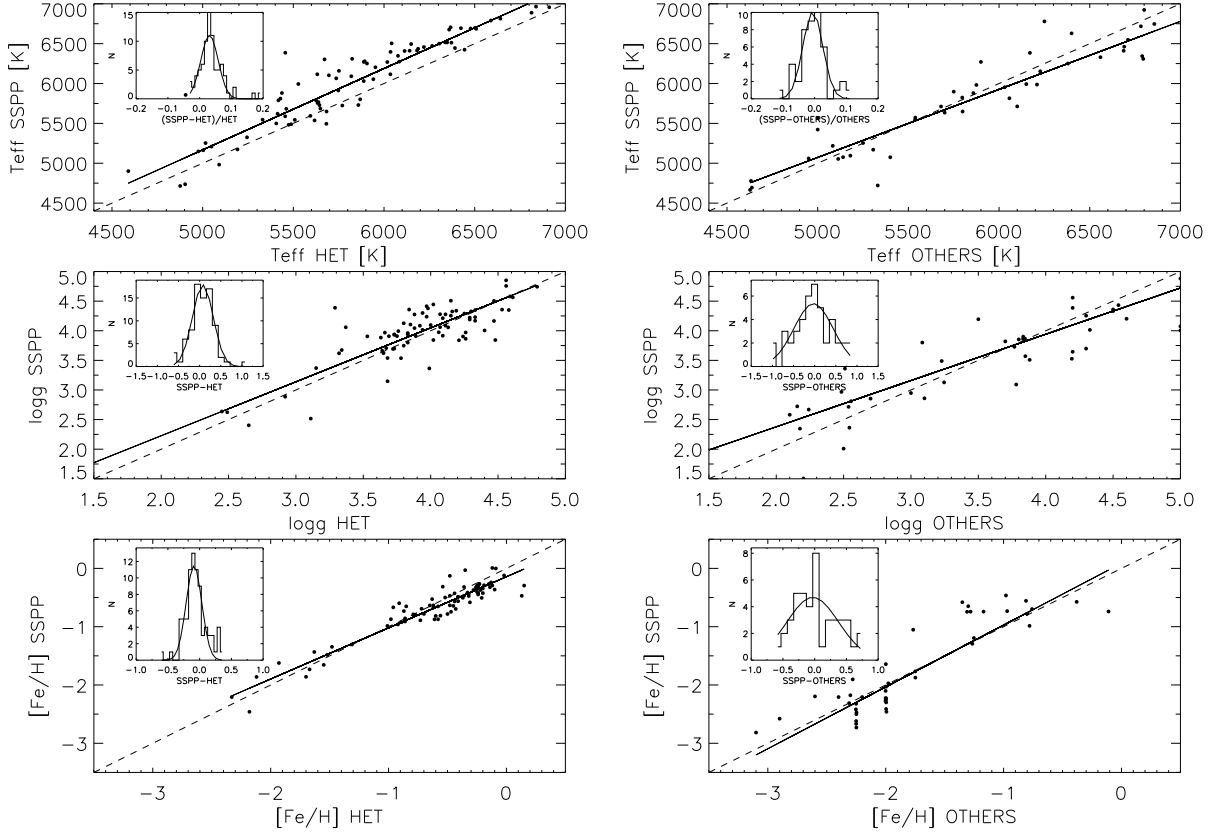 15
10
5
0
N
-0.2 -0.1 0.0 0.1 0.2
(SSPP-HET)/HET
7000
6500
6000
5500
5000
4500
Teff SSPP [K]
4500 5000 5500 6000 6500 7000
Teff HET [K]
10
8
6
4
2
0
N
-0.2 -0.1 0.0 0.1 0.2
(SSPP-OTHERS)/OTHERS
7000
6500
6000
5500
5000
4500
Teff SSPP [K]
4500 5000 5500 6000 6500 7000
Teff OTHERS [K]
15
10
5
0
N
-1.5 -1.0 -0.5 0.0 0.5 1.0 1.5
SSPP-HET
5.0
4.5
4.0
3.5
3.0
2.5
2.0
1.5
logg SSPP
1.5 2.0 2.5 3.0 3.5 4.0 4.5 5.0
logg HET
6
4
2
0
N
-1.5 -1.0 -0.5 0.0 0.5 1.0 1.5
SSPP-OTHERS
5.0
4.5
4.0
3.5
3.0
2.5
2.0
1.5
logg SSPP
1.5 2.0 2.5 3.0 3.5 4.0 4.5 5.0
logg OTHERS
12
10
8
6
4
2
0
N
-1.0 -0.5 0.0 0.5 1.0
SSPP-HET
0
-1
-2
-3
[Fe/H] SSPP
-3 -2 -1 0
[Fe/H] HET
8
6
4
2
0
N
-1.0 -0.5 0.0 0.5 1.0
SSPP-OTHERS
0
-1
-2
-3
[Fe/H] SSPP
-3 -2 -1 0
[Fe/H] OTHERS